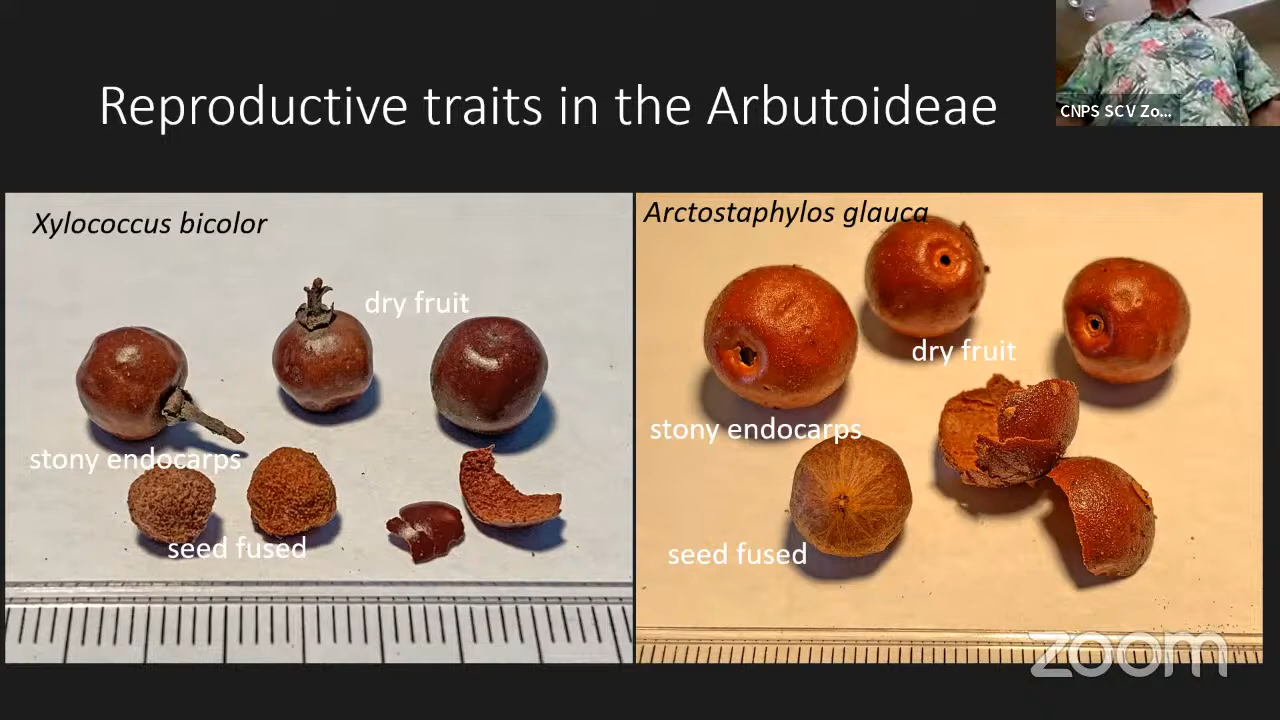 Reproductive traits in the Arbutoideae
CNPS SCV Zo...
Xylococcus bicolor
dry fruit
stony endocarps
seed fused
Arctostaphylos glauca
dry fruit
stony endocarps
seed fused
zoom